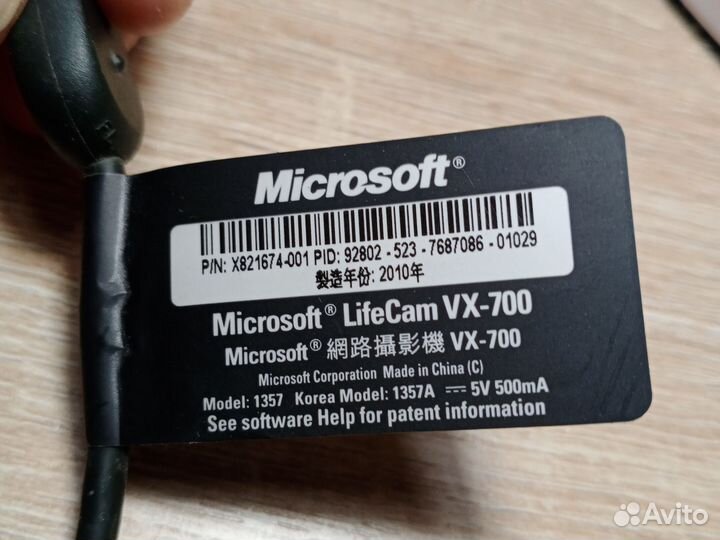 Microsoft®
P/N: X821674-001 PID: 92802 - 523 - 7687086 - 01029
製造年份: 2010年
Microsoft® LifeCam VX-700
Microsoft® 網路攝影機 VX-700
Microsoft Corporation Made in China (C)
Model: 1357 Korea Model: 1357A ⎓ 5V 500mA
See software Help for patent information
Avito